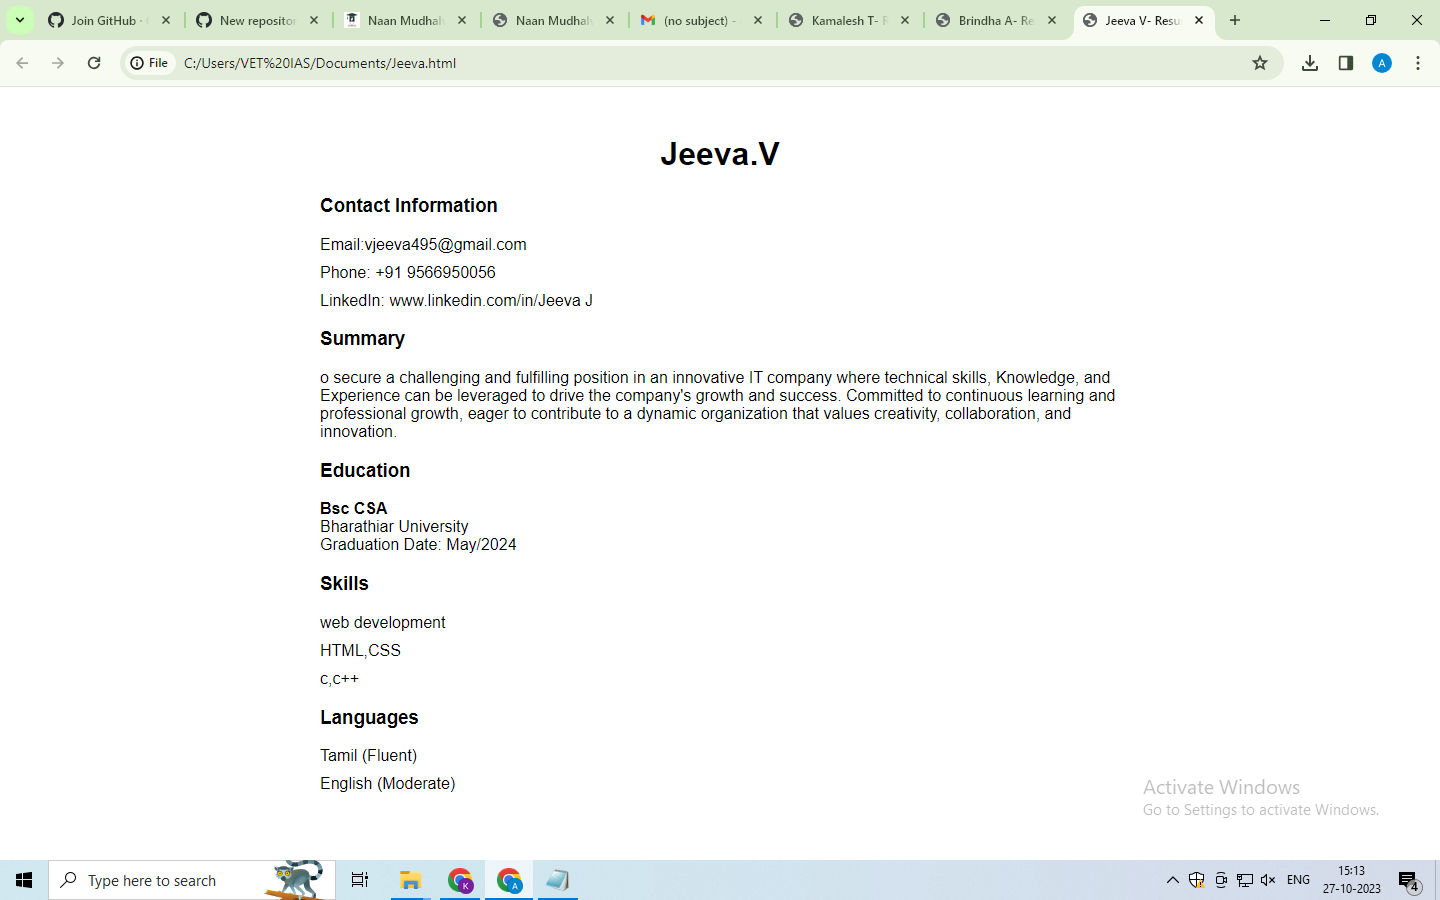 Join GitHub ·
New repositor
Naan Mudhalv
Naan Mudhalv
(no subject) -
Kamalesh T- R
Brindha A- Re
Jeeva V- Resu
File
C:/Users/VET%20IAS/Documents/Jeeva.html
A
Jeeva.V
Contact Information
Email:vjeeva495@gmail.com
Phone: +91 9566950056
LinkedIn: www.linkedin.com/in/Jeeva J
Summary
o secure a challenging and fulfilling position in an innovative IT company where technical skills, Knowledge, and
Experience can be leveraged to drive the company's growth and success. Committed to continuous learning and
professional growth, eager to contribute to a dynamic organization that values creativity, collaboration, and
innovation.
Education
Bsc CSA
Bharathiar University
Graduation Date: May/2024
Skills
web development
HTML,CSS
c,c++
Languages
Tamil (Fluent)
English (Moderate)
Activate Windows
Go to Settings to activate Windows.
Type here to search
K
A
ENG
15:13
27-10-2023
4